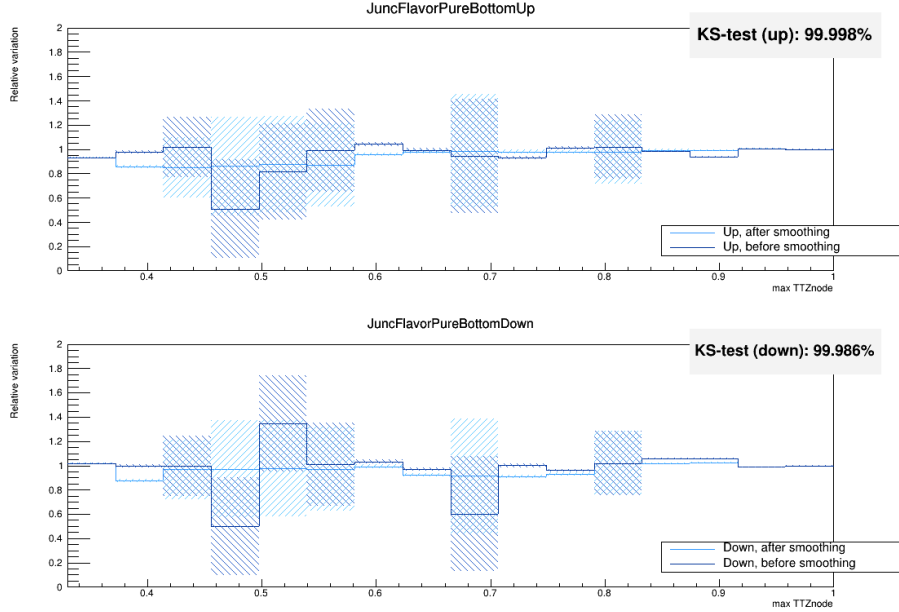 JuncFlavorPureBottomUp
KS-test (up): 99.998%
Relative variation
2
1.8
1.6
1.4
1.2
1
0.8
0.6
0.4
0.2
0
Up, after smoothing
Up, before smoothing
0.4 0.5 0.6 0.7 0.8 0.9 1
max TTZnode
JuncFlavorPureBottomDown
KS-test (down): 99.986%
Relative variation
2
1.8
1.6
1.4
1.2
1
0.8
0.6
0.4
0.2
0
Down, after smoothing
Down, before smoothing
0.4 0.5 0.6 0.7 0.8 0.9 1
max TTZnode